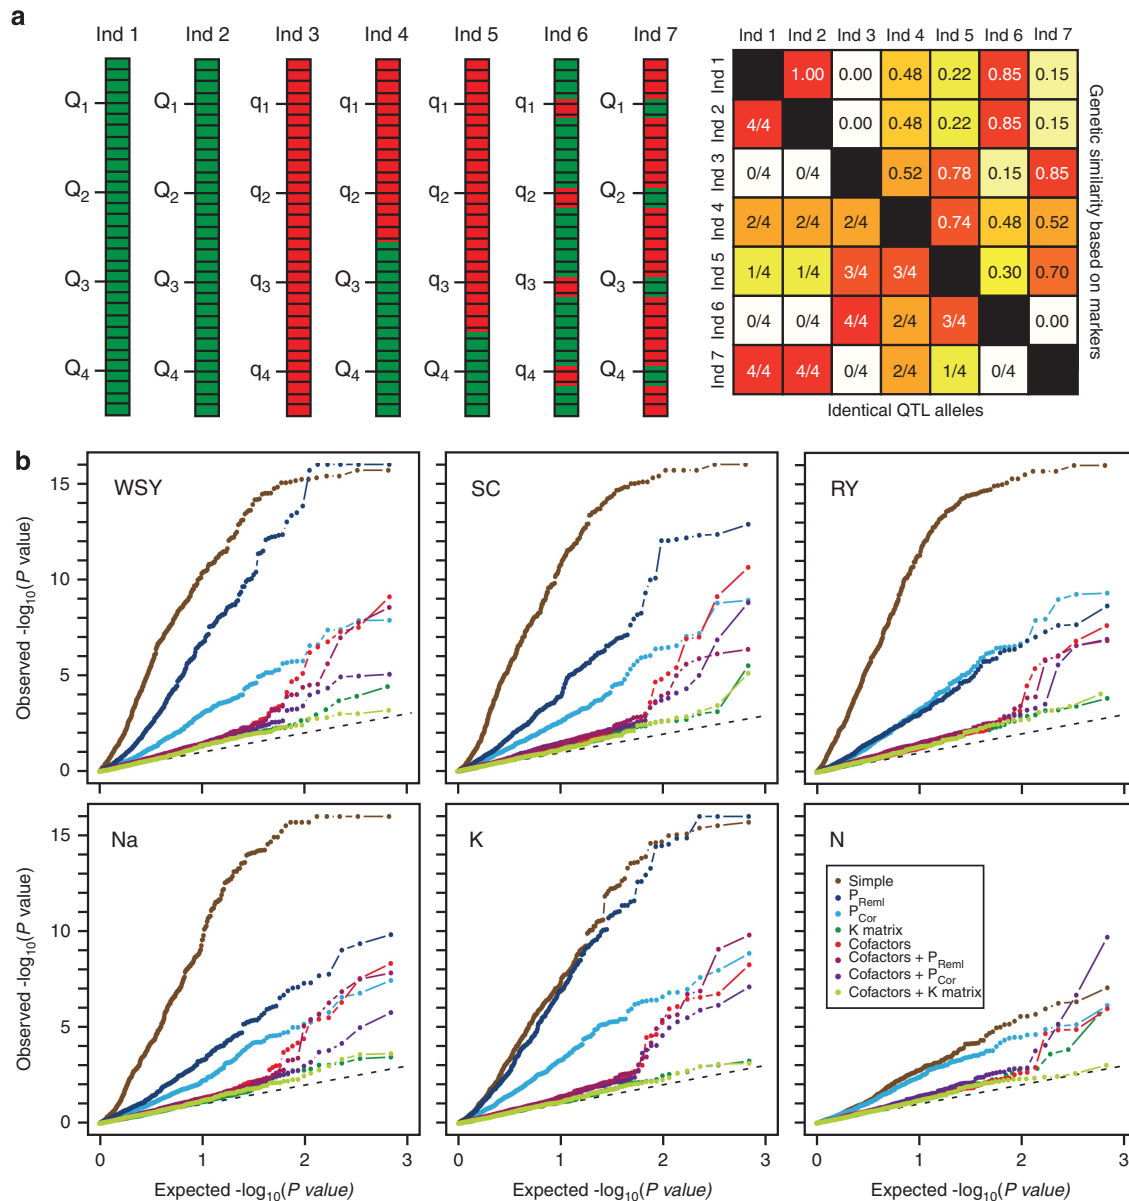 a
Ind 1 Ind 2 Ind 3 Ind 4 Ind 5 Ind 6 Ind 7
Q1 Q1 q1 q1 Q1 q1 Q1
Q2 Q2 q2 q2 q2 q2 Q2
Q3 Q3 q3 Q3 q3 q3 Q3
Q4 Q4 q4 Q4 Q4 q4 Q4
Ind 1 Ind 2 Ind 3 Ind 4 Ind 5 Ind 6 Ind 7
Ind 1 1.00 0.00 0.48 0.22 0.85 0.15
Ind 2 4/4 0.00 0.48 0.22 0.85 0.15
Ind 3 0/4 0/4 0.52 0.78 0.15 0.85
Ind 4 2/4 2/4 2/4 0.74 0.48 0.52
Ind 5 1/4 1/4 3/4 3/4 0.30 0.70
Ind 6 0/4 0/4 4/4 2/4 3/4 0.00
Ind 7 4/4 4/4 0/4 2/4 1/4 0/4
Identical QTL alleles
Genetic similarity based on markers
b
WSY
SC
RY
15
10
5
0
Observed -log10(P value)
Na
K
N
15
10
5
0
Observed -log10(P value)
Simple
PReml
PCor
K matrix
Cofactors
Cofactors + PReml
Cofactors + PCor
Cofactors + K matrix
0 1 2 3
0 1 2 3
0 1 2 3
Expected -log10(P value)
Expected -log10(P value)
Expected -log10(P value)